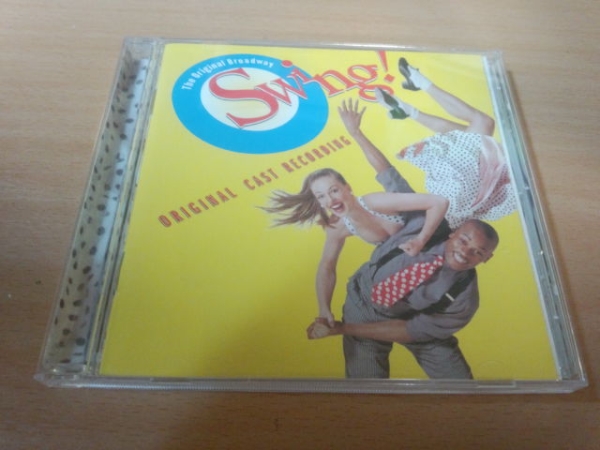 The Original Broadway
Swing!
ORIGINAL CAST RECORDING